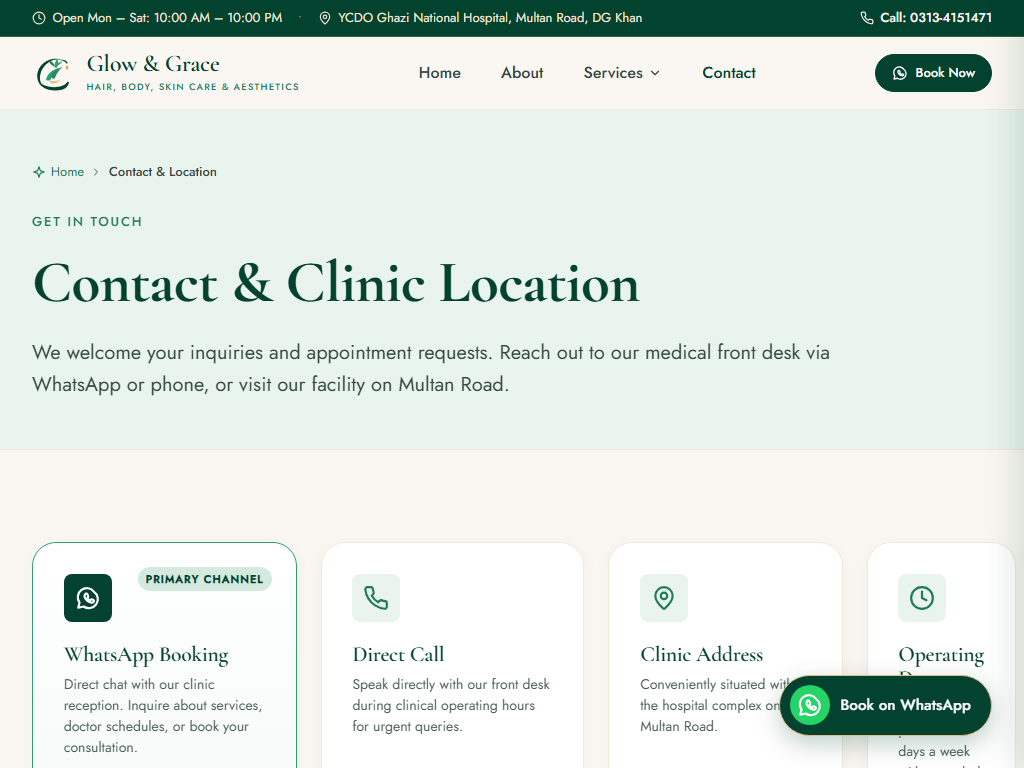 Open Mon – Sat: 10:00 AM – 10:00 PM · YCDO Ghazi National Hospital, Multan Road, DG Khan Call: 0313-4151471
Glow & Grace
HAIR, BODY, SKIN CARE & AESTHETICS
Home About Services Contact Book Now
Home > Contact & Location
GET IN TOUCH
Contact & Clinic Location
We welcome your inquiries and appointment requests. Reach out to our medical front desk via
WhatsApp or phone, or visit our facility on Multan Road.
PRIMARY CHANNEL
WhatsApp Booking
Direct chat with our clinic
reception. Inquire about services,
doctor schedules, or book your
consultation.
Direct Call
Speak directly with our front desk
during clinical operating hours
for urgent queries.
Clinic Address
Conveniently situated
the hospital complex on
Multan Road.
Operating
days a week
Book on WhatsApp